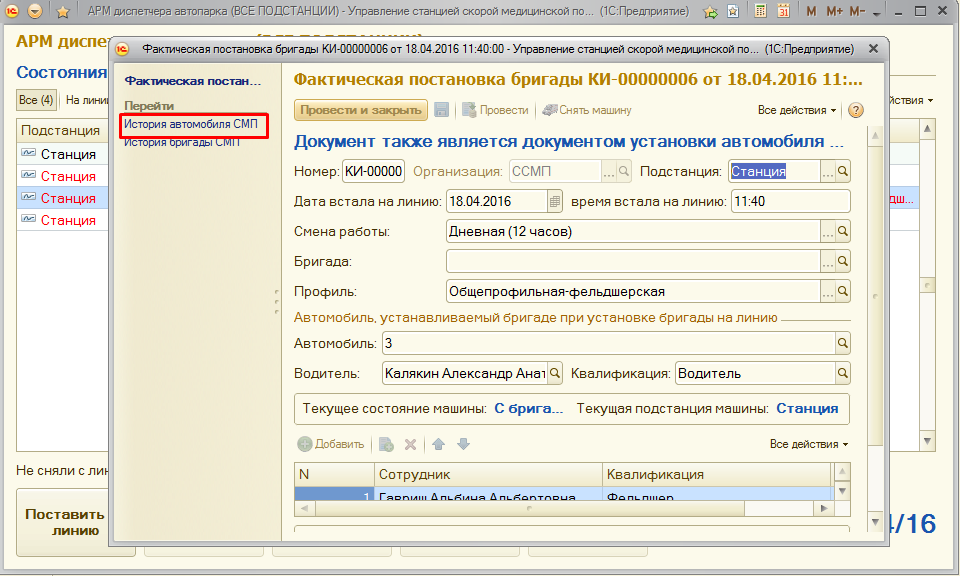 АРМ диспетчера автопарка (ВСЕ ПОДСТАНЦИИ) - Управление станцией скорой медицинской по... (1С:Предприятие)
M M+ M-
АРМ диспет
Состояния
Все (4) На лини
Подстанция
Станция
Станция
Станция
Станция
Не сняли с лин
Поставить
линию
/16
Фактическая постановка бригады КИ-00000006 от 18.04.2016 11:40:00 - Управление станцией скорой медицинской по... (1С:Предприятие)
Фактическая постан...
Перейти
История автомобиля СМП
История бригады СМП
Фактическая постановка бригады КИ-00000006 от 18.04.2016 11:...
Провести и закрыть Провести Снять машину Все действия
Документ также является документом установки автомобиля ...
Номер: КИ-00000 Организация: ССМП Подстанция: Станция
Дата встала на линию: 18.04.2016 время встала на линию: 11:40
Смена работы: Дневная (12 часов)
Бригада:
Профиль: Общепрофильная-фельдшерская
Автомобиль, устанавливаемый бригаде при установке бригады на линию
Автомобиль: 3
Водитель: Калякин Александр Анат Квалификация: Водитель
Текущее состояние машины: С брига... Текущая подстанция машины: Станция
Добавить Все действия
N Сотрудник Квалификация
1 Гавриш Альбина Альбертовна Фельдшер